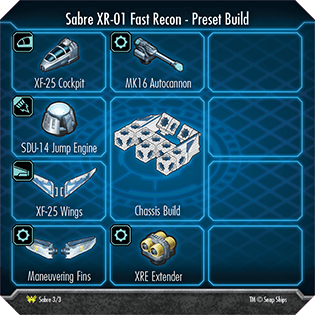 Sabre XR-01 Fast Recon - Preset Build
XF-25 Cockpit
MK16 Autocannon
SDU-14 Jump Engine
XF-25 Wings
Chassis Build
Maneuvering Fins
XRE Extender
Sabre 3/3
TM © Snap Ships